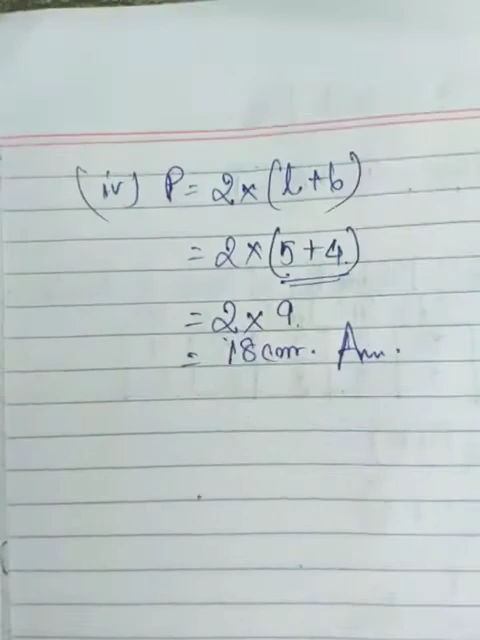 (iv) P = 2 × (l + b)
= 2 × (5 + 4)
= 2 × 9.
= 18 cm. Ans.